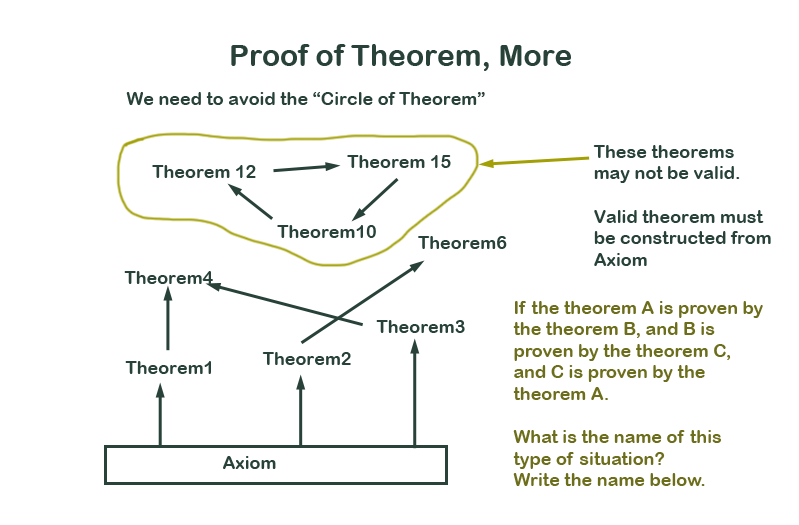 Proof of Theorem, More
We need to avoid the “Circle of Theorem”
Theorem 12
Theorem 15
Theorem10
Theorem6
These theorems
may not be valid.
Valid theorem must
be constructed from
Axiom
Theorem4
Theorem3
Theorem2
Theorem1
Axiom
If the theorem A is proven by
the theorem B, and B is
proven by the theorem C,
and C is proven by the
theorem A.
What is the name of this
type of situation?
Write the name below.